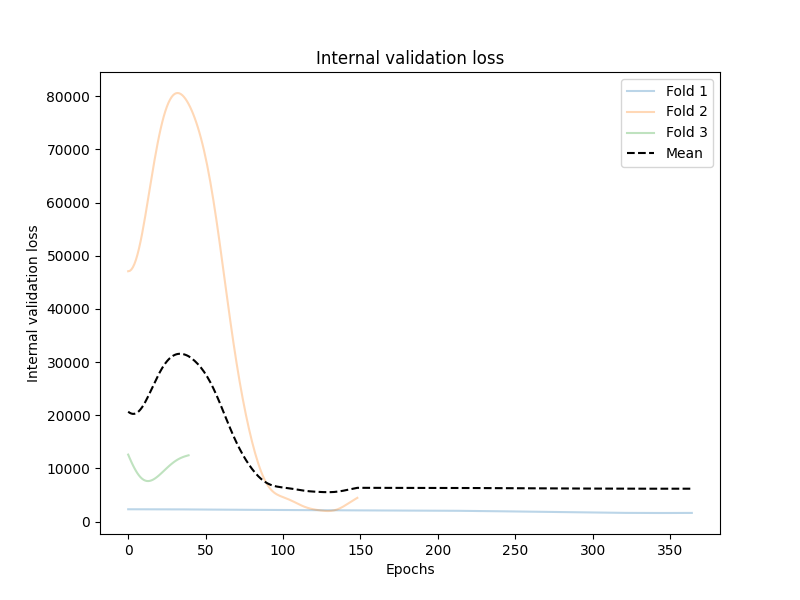 Internal validation loss
Fold 1
Fold 2
Fold 3
Mean
Internal validation loss
80000
70000
60000
50000
40000
30000
20000
10000
0
0 50 100 150 200 250 300 350
Epochs